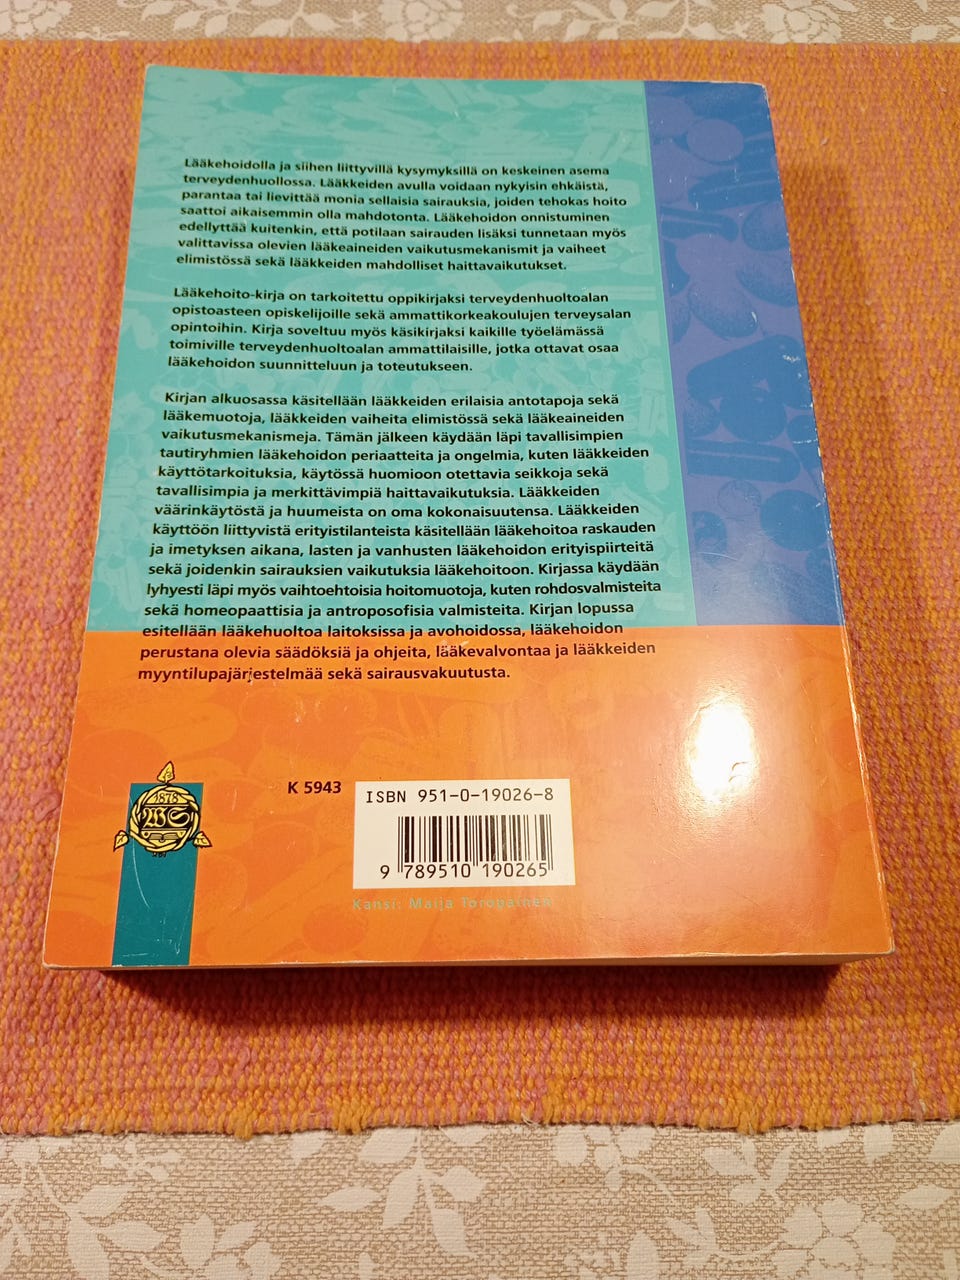 Lääkehoidolla ja siihen liittyvillä kysymyksillä on keskeinen asema
terveydenhuollossa. Lääkkeiden avulla voidaan nykyisin ehkäistä,
parantaa tai lievittää monia sellaisia sairauksia, joiden tehokas hoito
saattoi aikaisemmin olla mahdotonta. Lääkehoidon onnistuminen
edellyttää kuitenkin, että potilaan sairauden lisäksi tunnetaan myös
valittavissa olevien lääkeaineiden vaikutusmekanismit ja vaiheet
elimistössä sekä lääkkeiden mahdolliset haittavaikutukset.
Lääkehoito-kirja on tarkoitettu oppikirjaksi terveydenhuoltoalan
opistoasteen opiskelijoille sekä ammattikorkeakoulujen terveysalan
opintoihin. Kirja soveltuu myös käsikirjaksi kaikille työelämässä
toimiville terveydenhuoltoalan ammattilaisille, jotka ottavat osaa
lääkehoidon suunnitteluun ja toteutukseen.
Kirjan alkuosassa käsitellään lääkkeiden erilaisia antotapoja sekä
lääkemuotoja, lääkkeiden vaiheita elimistössä sekä lääkeaineiden
vaikutusmekanismeja. Tämän jälkeen käydään läpi tavallisimpien
tautiryhmien lääkehoidon periaatteita ja ongelmia, kuten lääkkeiden
käyttötarkoituksia, käytössä huomioon otettavia seikkoja sekä
tavallisimpia ja merkittävimpiä haittavaikutuksia. Lääkkeiden
väärinkäytöstä ja huumeista on oma kokonaisuutensa. Lääkkeiden
käyttöön liittyvistä erityistilanteista käsitellään lääkehoitoa raskauden
ja imetyksen aikana, lasten ja vanhusten lääkehoidon erityispiirteitä
sekä joidenkin sairauksien vaikutuksia lääkehoitoon. Kirjassa käydään
lyhyesti läpi myös vaihtoehtoisia hoitomuotoja, kuten rohdosvalmisteita
sekä homeopaattisia ja antroposofisia valmisteita. Kirjan lopussa
esitellään lääkehuoltoa laitoksissa ja avohoidossa, lääkehoidon
perustana olevia säädöksiä ja ohjeita, lääkevalvontaa ja lääkkeiden
myyntilupajärjestelmää sekä sairausvakuutusta.
1878
WS
K 5943
ISBN 951-0-19026-8
9 789510 190265
Kansi: Maija Toropainen